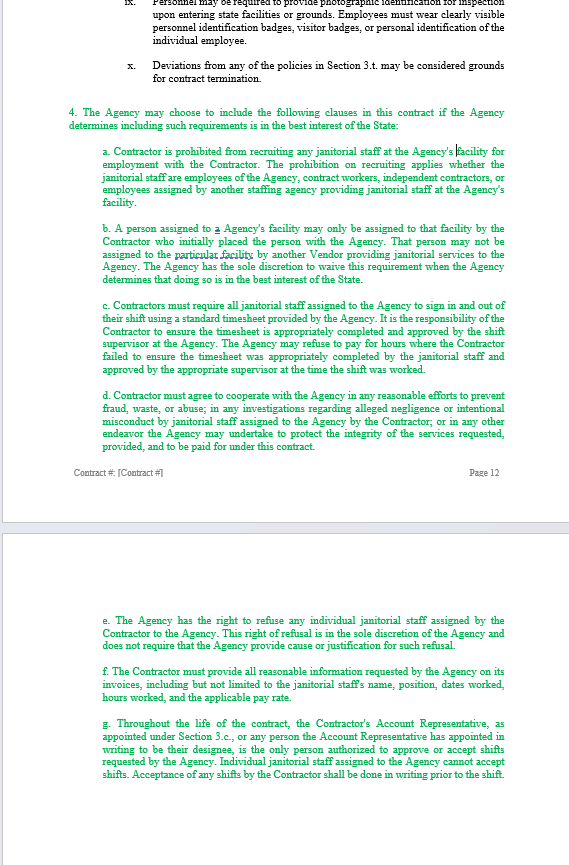 ix. Personnel may be required to provide photographic identification for inspection
upon entering state facilities or grounds. Employees must wear clearly visible
personnel identification badges, visitor badges, or personal identification of the
individual employee.
x. Deviations from any of the policies in Section 3.t. may be considered grounds
for contract termination.
4. The Agency may choose to include the following clauses in this contract if the Agency
determines including such requirements is in the best interest of the State:
a. Contractor is prohibited from recruiting any janitorial staff at the Agency's facility for
employment with the Contractor. The prohibition on recruiting applies whether the
janitorial staff are employees of the Agency, contract workers, independent contractors, or
employees assigned by another staffing agency providing janitorial staff at the Agency's
facility.
b. A person assigned to a Agency's facility may only be assigned to that facility by the
Contractor who initially placed the person with the Agency. That person may not be
assigned to the particular facility by another Vendor providing janitorial services to the
Agency. The Agency has the sole discretion to waive this requirement when the Agency
determines that doing so is in the best interest of the State.
c. Contractors must require all janitorial staff assigned to the Agency to sign in and out of
their shift using a standard timesheet provided by the Agency. It is the responsibility of the
Contractor to ensure the timesheet is appropriately completed and approved by the shift
supervisor at the Agency. The Agency may refuse to pay for hours where the Contractor
failed to ensure the timesheet was appropriately completed by the janitorial staff and
approved by the appropriate supervisor at the time the shift was worked.
d. Contractor must agree to cooperate with the Agency in any reasonable efforts to prevent
fraud, waste, or abuse; in any investigations regarding alleged negligence or intentional
misconduct by janitorial staff assigned to the Agency by the Contractor; or in any other
endeavor the Agency may undertake to protect the integrity of the services requested,
provided, and to be paid for under this contract.
Contract #: [Contract #] Page 12
e. The Agency has the right to refuse any individual janitorial staff assigned by the
Contractor to the Agency. This right of refusal is in the sole discretion of the Agency and
does not require that the Agency provide cause or justification for such refusal.
f. The Contractor must provide all reasonable information requested by the Agency on its
invoices, including but not limited to the janitorial staff's name, position, dates worked,
hours worked, and the applicable pay rate.
g. Throughout the life of the contract, the Contractor's Account Representative, as
appointed under Section 3.c., or any person the Account Representative has appointed in
writing to be their designee, is the only person authorized to approve or accept shifts
requested by the Agency. Individual janitorial staff assigned to the Agency cannot accept
shifts. Acceptance of any shifts by the Contractor shall be done in writing prior to the shift.